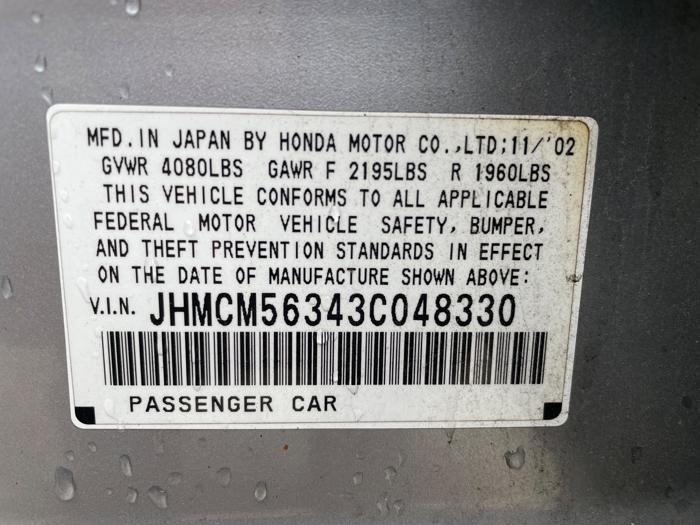 MFD.IN JAPAN BY HONDA MOTOR CO.,LTD;11/'02
GVWR 4080LBS GAWR F 2195LBS R 1960LBS
THIS VEHICLE CONFORMS TO ALL APPLICABLE
FEDERAL MOTOR VEHICLE SAFETY, BUMPER,
AND THEFT PREVENTION STANDARDS IN EFFECT
ON THE DATE OF MANUFACTURE SHOWN ABOVE:
V.I.N. JHMCM56343C048330
PASSENGER CAR